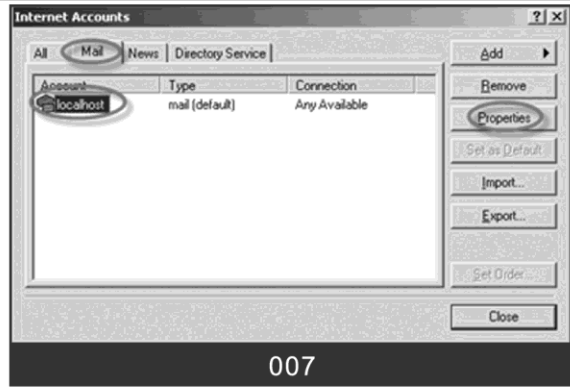 Internet Accounts
All Mail News Directory Service
Add
Account Type Connection
Remove
localhost mail (default) Any Available
Properties
Set as Default
Import...
Export...
Set Order...
Close
007